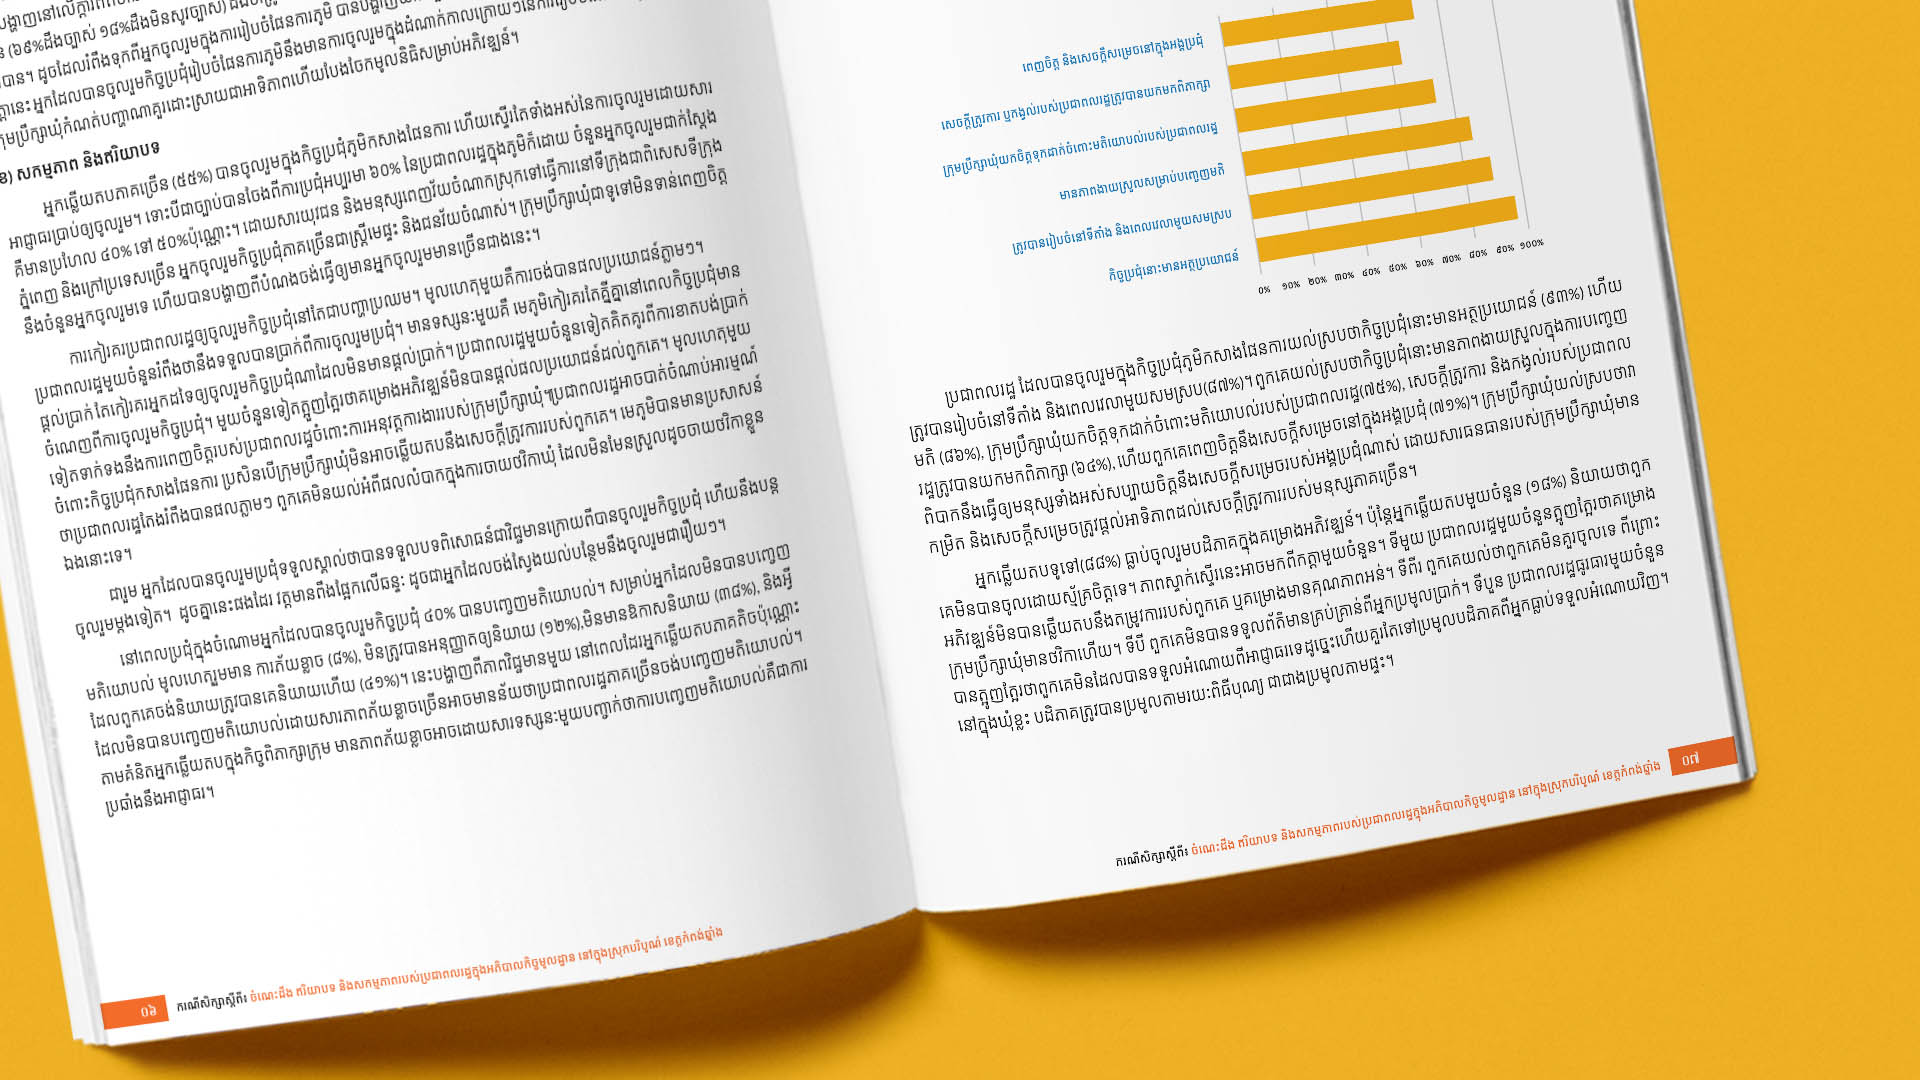 ន (៦៩%ដឹងច្បាស់ ១៨%ដឹងមិនសូវច្បាស់)
បាន។ ដូចដែលរំពឹងទុកពីអ្នកចូលរួមក្នុងការរៀបចំផែនការភូមិ
ក្តានេះ អ្នកដែលបានចូលរួមកិច្ចប្រជុំរៀបចំផែនការភូមិនឹងមានការចូលរួមក្នុងដំណាក់កាលក្រោយៗនៃការរៀបចំ
ក្រុមប្រឹក្សាឃុំកំណត់បញ្ហាណាគួរដោះស្រាយជាអាទិភាពហើយបែងចែកមូលនិធិសម្រាប់អភិវឌ្ឍន៍។
ខ) សកម្មភាព និងឥរិយាបទ
អ្នកឆ្លើយតបភាគច្រើន (៥៥%) បានចូលរួមក្នុងកិច្ចប្រជុំភូមិកសាងផែនការ ហើយស្ទើរតែទាំងអស់នៃការចូលរួមដោយសារ
អាជ្ញាធរប្រាប់ឲ្យចូលរួម។ ទោះបីជាច្បាប់បានចែងពីការប្រជុំអប្បរមា ៦០% នៃប្រជាពលរដ្ឋក្នុងភូមិក៏ដោយ ចំនួនអ្នកចូលរួមជាក់ស្តែង
គឺមានប្រហែល ៤០% ទៅ ៥០%ប៉ុណ្ណោះ។ ដោយសារយុវជន និងមនុស្សពេញវ័យចំណាកស្រុកទៅធ្វើការនៅទីក្រុងជាពិសេសទីក្រុង
ភ្នំពេញ និងក្រៅប្រទេសច្រើន អ្នកចូលរួមកិច្ចប្រជុំភាគច្រើនជាស្ត្រីមេផ្ទះ និងជនវ័យចំណាស់។ ក្រុមប្រឹក្សាឃុំជាទូទៅមិនទាន់ពេញចិត្ត
នឹងចំនួនអ្នកចូលរួមទេ ហើយបានបង្ហាញពីបំណងចង់ធ្វើឲ្យមានអ្នកចូលរួមមានច្រើនជាងនេះ។
ការកៀរគរប្រជាពលរដ្ឋឲ្យចូលរួមកិច្ចប្រជុំនៅតែជាបញ្ហាប្រឈម។ មូលហេតុមួយគឺការចង់បានផលប្រយោជន៍ភ្លាមៗ។
ប្រជាពលរដ្ឋមួយចំនួនរំពឹងថានឹងទទួលបានប្រាក់ពីការចូលរួមប្រជុំ។ មានទស្សនៈមួយគឺ មេភូមិកៀរគរតែគ្នីគ្នានៅពេលកិច្ចប្រជុំមាន
ផ្តល់ប្រាក់ តែកៀរគរអ្នកដទៃឲ្យចូលរួមកិច្ចប្រជុំណាដែលមិនមានផ្តល់ប្រាក់។ ប្រជាពលរដ្ឋមួយចំនួនទៀតគិតគូរពីការខាតបង់ប្រាក់
ចំណេញពីការចូលរួមកិច្ចប្រជុំ។ មួយចំនួនទៀតត្អូញត្អែរថាគម្រោងអភិវឌ្ឍន៍មិនបានផ្តល់ផលប្រយោជន៍ដល់ពួកគេ។ មូលហេតុមួយ
ទៀតទាក់ទងនឹងការពេញចិត្តរបស់ប្រជាពលរដ្ឋចំពោះការអនុវត្តការងាររបស់ក្រុមប្រឹក្សាឃុំ។ប្រជាពលរដ្ឋអាចបាត់ចំណាប់អារម្មណ៍
ចំពោះកិច្ចប្រជុំកសាងផែនការ ប្រសិនបើក្រុមប្រឹក្សាឃុំមិនអាចឆ្លើយតបនឹងសេចក្តីត្រូវការរបស់ពួកគេ។ មេភូមិបានមានប្រសាសន៍
ថាប្រជាពលរដ្ឋតែងរំពឹងបានផលភ្លាមៗ ពួកគេមិនយល់អំពីផលលំបាកក្នុងការចាយថវិកាឃុំ ដែលមិនមែនស្រួលដូចចាយថវិកាខ្លួន
ឯងនោះទេ។
ជារួម អ្នកដែលបានចូលរួមប្រជុំទទួលស្គាល់ថាបានទទួលបទពិសោធន៍ជាវិជ្ជមានក្រោយពីបានចូលរួមកិច្ចប្រជុំ ហើយនឹងបន្ត
ចូលរួមម្តងទៀត។ ដូចគ្នានេះផងដែរ វត្តមានពឹងផ្អែកលើឆន្ទៈ ដូចជាអ្នកដែលចង់ស្វែងយល់បន្ថែមនឹងចូលរួមជារឿយៗ។
នៅពេលប្រជុំក្នុងចំណោមអ្នកដែលបានចូលរួមកិច្ចប្រជុំ ៤០% បានបញ្ចេញមតិយោបល់។ សម្រាប់អ្នកដែលមិនបានបញ្ចេញ
មតិយោបល់ មូលហេតុរួមមាន ការភ័យខ្លាច (៨%), មិនត្រូវបានអនុញ្ញាតឲ្យនិយាយ (១២%),មិនមានឱកាសនិយាយ (៣៨%), និងអ្វី
ដែលពួកគេចង់និយាយត្រូវបានគេនិយាយហើយ (៤១%)។ នេះបង្ហាញពីភាពវិជ្ជមានមួយ នៅពេលដែរអ្នកឆ្លើយតបភាគតិចប៉ុណ្ណោះ
ដែលមិនបានបញ្ចេញមតិយោបល់ដោយសារភាពភ័យខ្លាចច្រើនអាចមានន័យថាប្រជាពលរដ្ឋភាគច្រើនចង់បញ្ចេញមតិយោបល់។
តាមគំនិតអ្នកឆ្លើយតបក្នុងកិច្ចពិភាក្សាក្រុម មានភាពភ័យខ្លាចអាចដោយសារទស្សនៈមួយបញ្ជាក់ថាការបញ្ចេញមតិយោបល់គឺជាការ
ប្រឆាំងនឹងអាជ្ញាធរ។
០៦ ករណីសិក្សាស្តីពី៖ ចំណេះដឹង ឥរិយាបទ និងសកម្មភាពរបស់ប្រជាពលរដ្ឋក្នុងអភិបាលកិច្ចមូលដ្ឋាន នៅក្នុងស្រុកបរិបូណ៌ ខេត្តកំពង់ឆ្នាំង
ពេញចិត្ត និងសេចក្តីសម្រេចនៅក្នុងអង្គប្រជុំ
សេចក្តីត្រូវការ ឬកង្វល់របស់ប្រជាពលរដ្ឋត្រូវបានយកមកពិភាក្សា
ក្រុមប្រឹក្សាឃុំយកចិត្តទុកដាក់ចំពោះមតិយោបល់របស់ប្រជាពលរដ្ឋ
មានភាពងាយស្រួលសម្រាប់បញ្ចេញមតិ
ត្រូវបានរៀបចំនៅទីតាំង និងពេលវេលាមួយសមស្រប
កិច្ចប្រជុំនោះមានអត្ថប្រយោជន៍
០% ១០% ២០% ៣០% ៤០% ៥០% ៦០% ៧០% ៨០% ៩០% ១០០%
ប្រជាពលរដ្ឋ ដែលបានចូលរួមក្នុងកិច្ចប្រជុំភូមិកសាងផែនការយល់ស្របថាកិច្ចប្រជុំនោះមានអត្ថប្រយោជន៍ (៩៣%) ហើយ
ត្រូវបានរៀបចំនៅទីតាំង និងពេលវេលាមួយសមស្រប(៨៧%)។ ពួកគេយល់ស្របថាកិច្ចប្រជុំនោះមានភាពងាយស្រួលក្នុងការបញ្ចេញ
មតិ (៨៦%), ក្រុមប្រឹក្សាឃុំយកចិត្តទុកដាក់ចំពោះមតិយោបល់របស់ប្រជាពលរដ្ឋ(៧៥%), សេចក្តីត្រូវការ និងកង្វល់របស់ប្រជាពល
រដ្ឋត្រូវបានយកមកពិភាក្សា (៦៤%), ហើយពួកគេពេញចិត្តនឹងសេចក្តីសម្រេចនៅក្នុងអង្គប្រជុំ (៧១%)។ ក្រុមប្រឹក្សាឃុំយល់ស្របថាវា
ពិបាកនឹងធ្វើឲ្យមនុស្សទាំងអស់សប្បាយចិត្តនឹងសេចក្តីសម្រេចរបស់អង្គប្រជុំណាស់ ដោយសារធនធានរបស់ក្រុមប្រឹក្សាឃុំមាន
កម្រិត និងសេចក្តីសម្រេចត្រូវផ្តល់អាទិភាពដល់សេចក្តីត្រូវការរបស់មនុស្សភាគច្រើន។
អ្នកឆ្លើយតបទូទៅ(៨៨%) ធ្លាប់ចូលរួមបដិភាគក្នុងគម្រោងអភិវឌ្ឍន៍។ ប៉ុន្តែអ្នកឆ្លើយតបមួយចំនួន (១៨%) និយាយថាពួក
គេមិនបានចូលដោយស្ម័គ្រចិត្តទេ។ ភាពស្ទាក់ស្ទើរនេះអាចមកពីកត្តាមួយចំនួន។ ទីមួយ ប្រជាពលរដ្ឋមួយចំនួនត្អូញត្អែរថាគម្រោង
អភិវឌ្ឍន៍មិនបានឆ្លើយតបនឹងតម្រូវការរបស់ពួកគេ ឬគម្រោងមានគុណភាពអន់។ ទីពីរ ពួកគេយល់ថាពួកគេមិនគួរចូលទេ ពីព្រោះ
ក្រុមប្រឹក្សាឃុំមានថវិកាហើយ។ ទីបី ពួកគេមិនបានទទួលព័ត៌មានគ្រប់គ្រាន់ពីអ្នកប្រមូលប្រាក់។ ទីបួន ប្រជាពលរដ្ឋធូរធារមួយចំនួន
បានត្អូញត្អែរថាពួកគេមិនដែលបានទទួលអំណោយពីអាជ្ញាធរទេដូច្នេះហើយគួរតែទៅប្រមូលបដិភាគពីអ្នកធ្លាប់ទទួលអំណោយវិញ។
នៅក្នុងឃុំខ្លះ បដិភាគត្រូវបានប្រមូលតាមរយៈពិធីបុណ្យ ជាជាងប្រមូលតាមផ្ទះ។
ករណីសិក្សាស្តីពី៖ ចំណេះដឹង ឥរិយាបទ និងសកម្មភាពរបស់ប្រជាពលរដ្ឋក្នុងអភិបាលកិច្ចមូលដ្ឋាន នៅក្នុងស្រុកបរិបូណ៌ ខេត្តកំពង់ឆ្នាំង ០៧